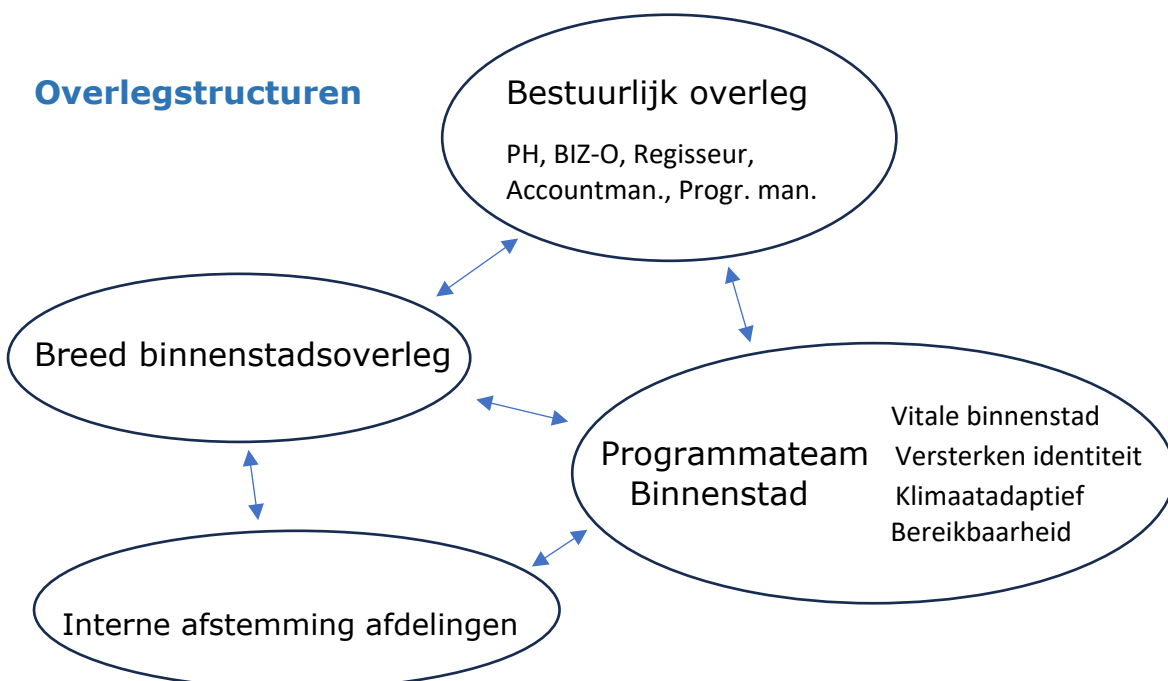 Overlegstructuren
Bestuurlijk overleg
PH, BIZ-O, Regisseur,
Accountman., Progr. man.
Breed binnenstadsoverleg
Programmateam
Binnenstad
Vitale binnenstad
Versterken identiteit
Klimaatadaptief
Bereikbaarheid
Interne afstemming afdelingen